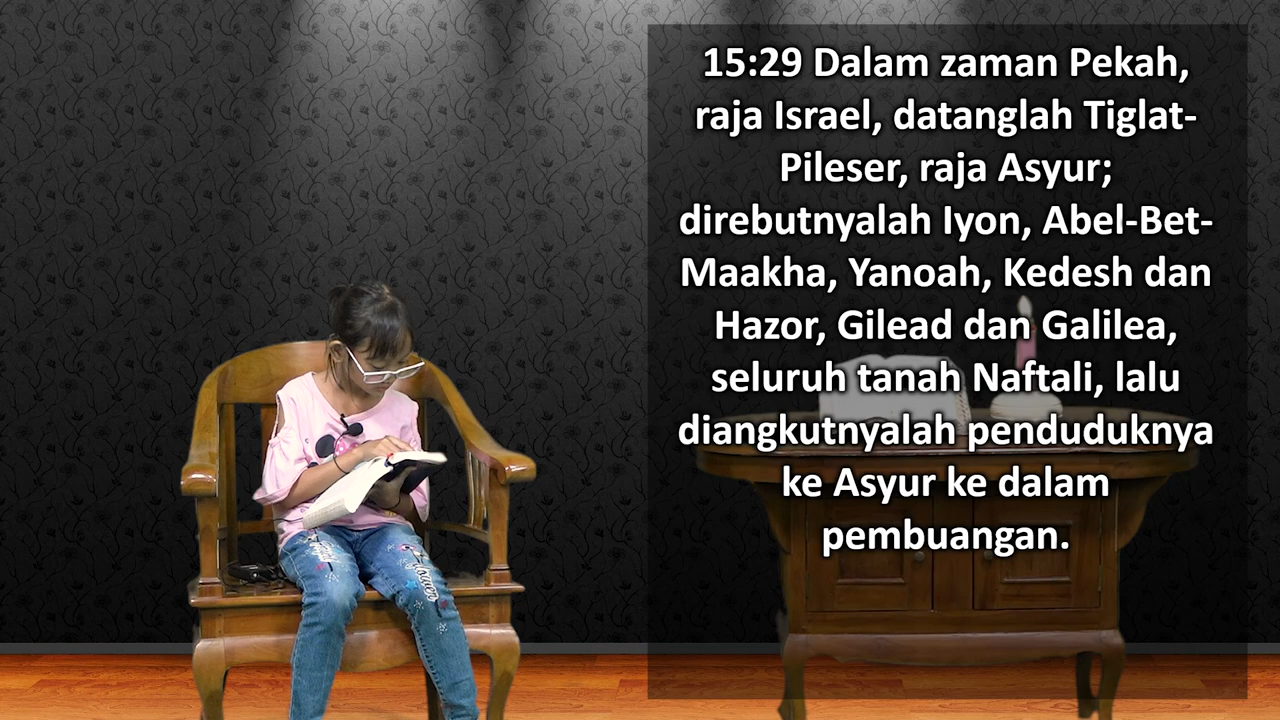 15:29 Dalam zaman Pekah,
raja Israel, datanglah Tiglat-
Pileser, raja Asyur;
direbutnyalah Iyon, Abel-Bet-
Maakha, Yanoah, Kedesh dan
Hazor, Gilead dan Galilea,
seluruh tanah Naftali, lalu
diangkutnyalah penduduknya
ke Asyur ke dalam
pembuangan.